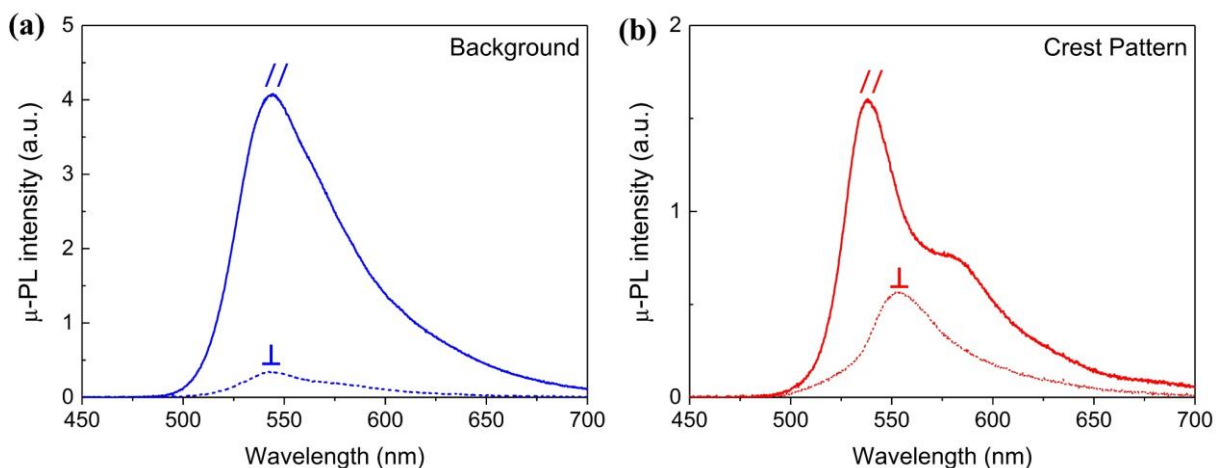 (a)
Background
//
⊥
5
4
3
2
1
0
450 500 550 600 650 700
Wavelength (nm)
μ-PL intensity (a.u.)
(b)
Crest Pattern
//
⊥
2
1
0
450 500 550 600 650 700
Wavelength (nm)
μ-PL intensity (a.u.)